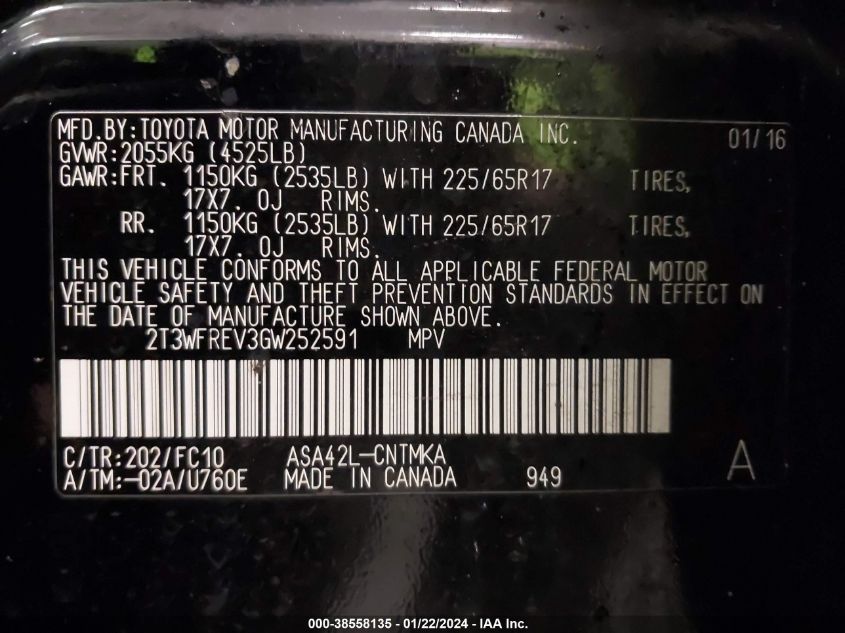 MFD.BY:TOYOTA MOTOR MANUFACTURING CANADA INC. 01/16
GVWR:2055KG (4525LB)
GAWR:FRT. 1150KG (2535LB) WITH 225/65R17 TIRES,
17X7. 0J RIMS.
RR. 1150KG (2535LB) WITH 225/65R17 TIRES,
17X7. 0J RIMS.
THIS VEHICLE CONFORMS TO ALL APPLICABLE FEDERAL MOTOR
VEHICLE SAFETY AND THEFT PREVENTION STANDARDS IN EFFECT ON
THE DATE OF MANUFACTURE SHOWN ABOVE.
2T3WFREV3GW252591 MPV
C/TR:202/FC10 ASA42L-CNTMKA A
A/TM:-02A/U760E MADE IN CANADA 949
000-38558135 - 01/22/2024 - IAA Inc.